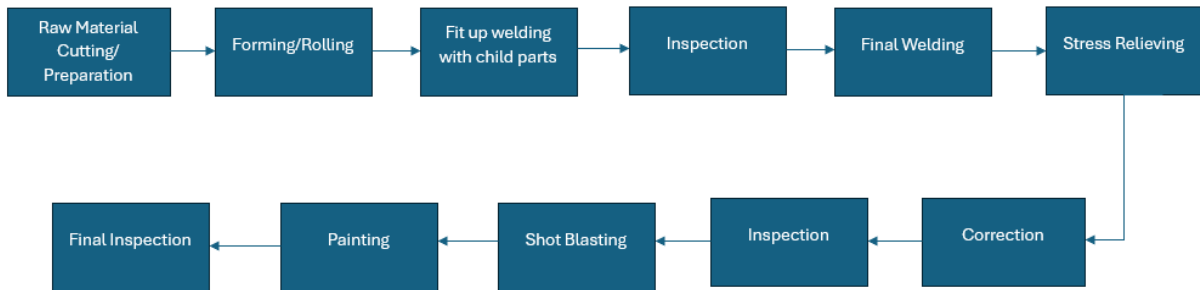 Raw Material
Cutting/
Preparation
Forming/Rolling
Fit up welding
with child parts
Inspection
Final Welding
Stress Relieving
Correction
Inspection
Shot Blasting
Painting
Final Inspection